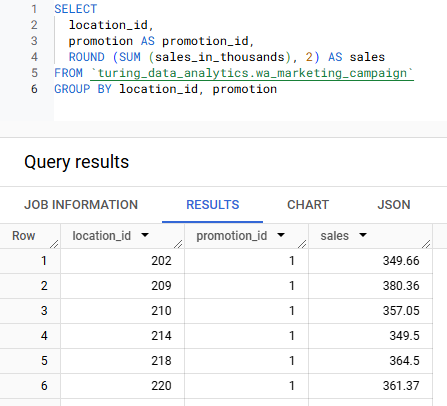 1 SELECT
2 location_id,
3 promotion AS promotion_id,
4 ROUND (SUM (sales_in_thousands), 2) AS sales
5 FROM `turing_data_analytics.wa_marketing_campaign`
6 GROUP BY location_id, promotion
Query results
JOB INFORMATION RESULTS CHART JSON
Row location_id promotion_id sales
1 202 1 349.66
2 209 1 380.36
3 210 1 357.05
4 214 1 349.5
5 218 1 364.5
6 220 1 361.37